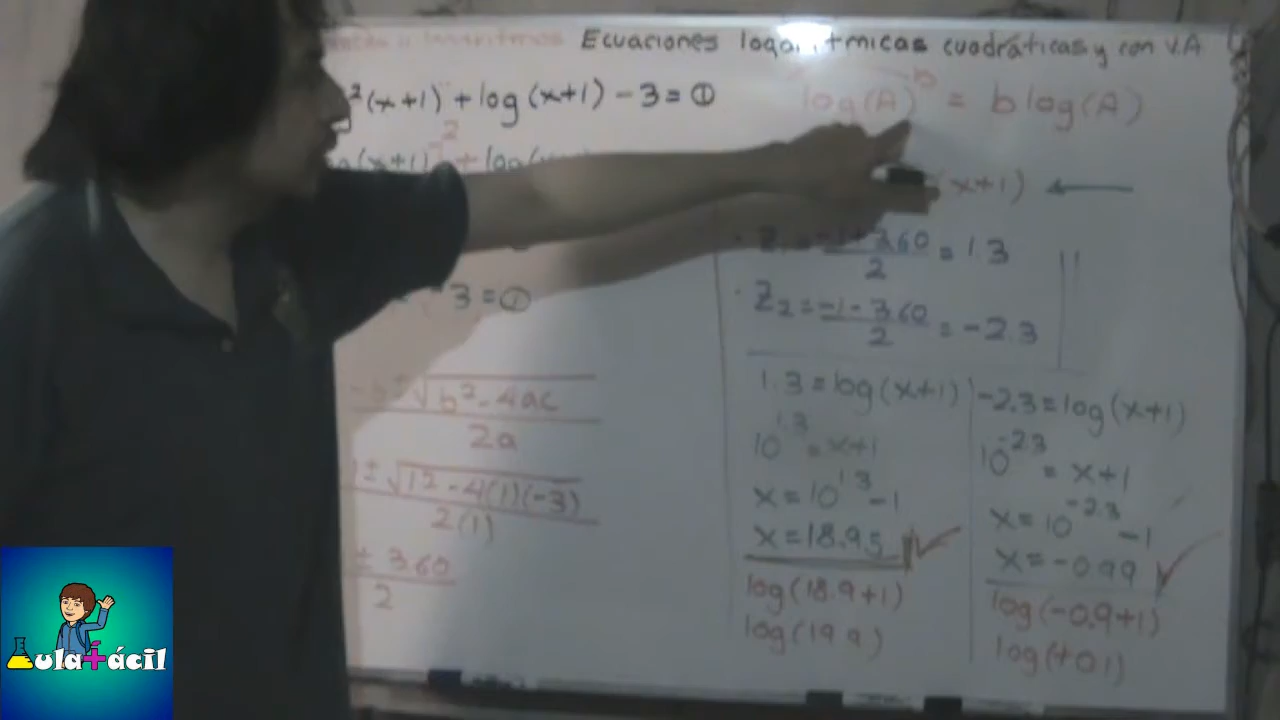 Ecuaciones logarítmicas cuadráticas y con V.A
²(x+1) + log(x+1) - 3 = 0
log(A)^b = b log(A)
(x+1)²+
(x+1)
- 3 = 0
√b²-4ac
2a
± √1²-4(1)(-3)
2(1)
± 3.60
2
3.60 = 1.3
2
Z₂ = -1-3.60 = -2.3
2
1.3 = log(x+1)
10^1.3 = x+1
x = 10^1.3 - 1
x = 18.95
log(18.9+1)
log(19.9)
-2.3 = log(x+1)
10^-2.3 = x+1
x = 10^-2.3 - 1
x = -0.99
log(-0.9+1)
log(+0.1)
Aula+ácil